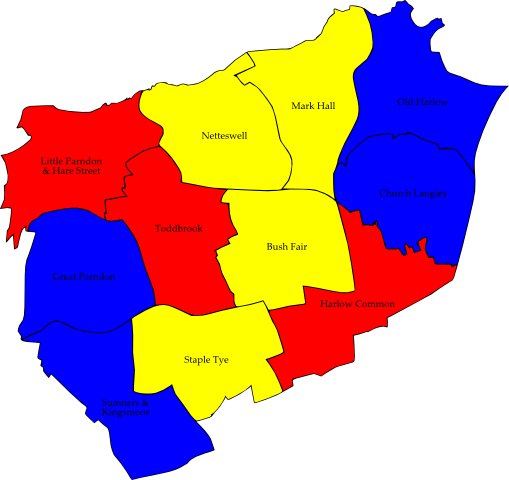 Mark Hall
Old Harlow
Netteswell
Little Parndon
& Hare Street
Church Langley
Toddbrook
Bush Fair
Great Parndon
Harlow Common
Staple Tye
Sumners &
Kingsmoor